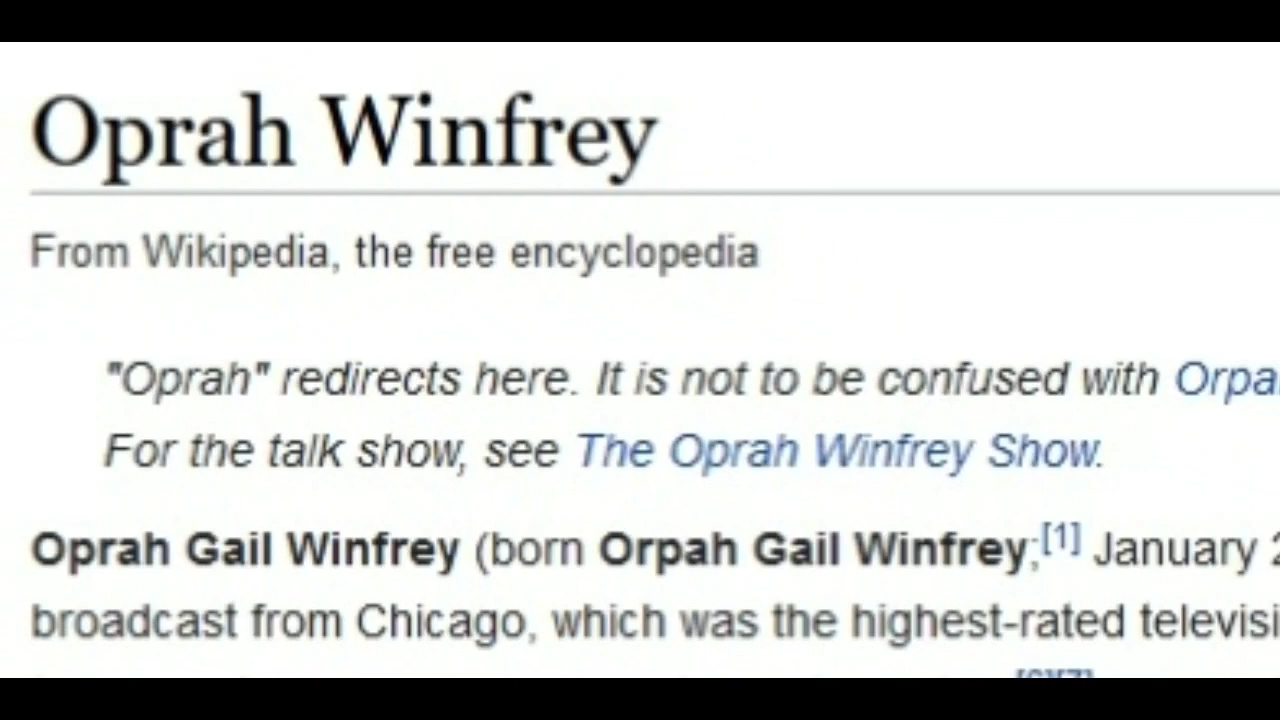 Oprah Winfrey
From Wikipedia, the free encyclopedia
"Oprah" redirects here. It is not to be confused with
For the talk show, see The Oprah Winfrey Show.
Oprah Gail Winfrey (born Orpah Gail Winfrey;[1] January
broadcast from Chicago, which was the highest-rated